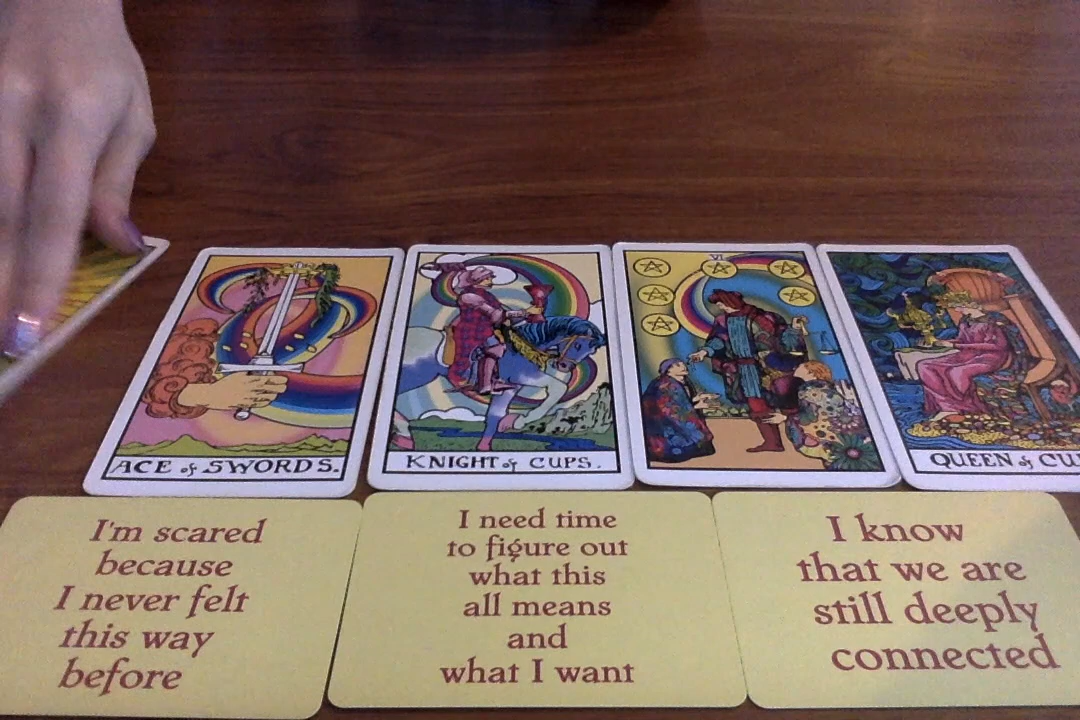 VI
ACE of SWORDS.
KNIGHT of CUPS.
QUEEN of CU
I'm scared
because
I never felt
this way
before
I need time
to figure out
what this
all means
and
what I want
I know
that we are
still deeply
connected